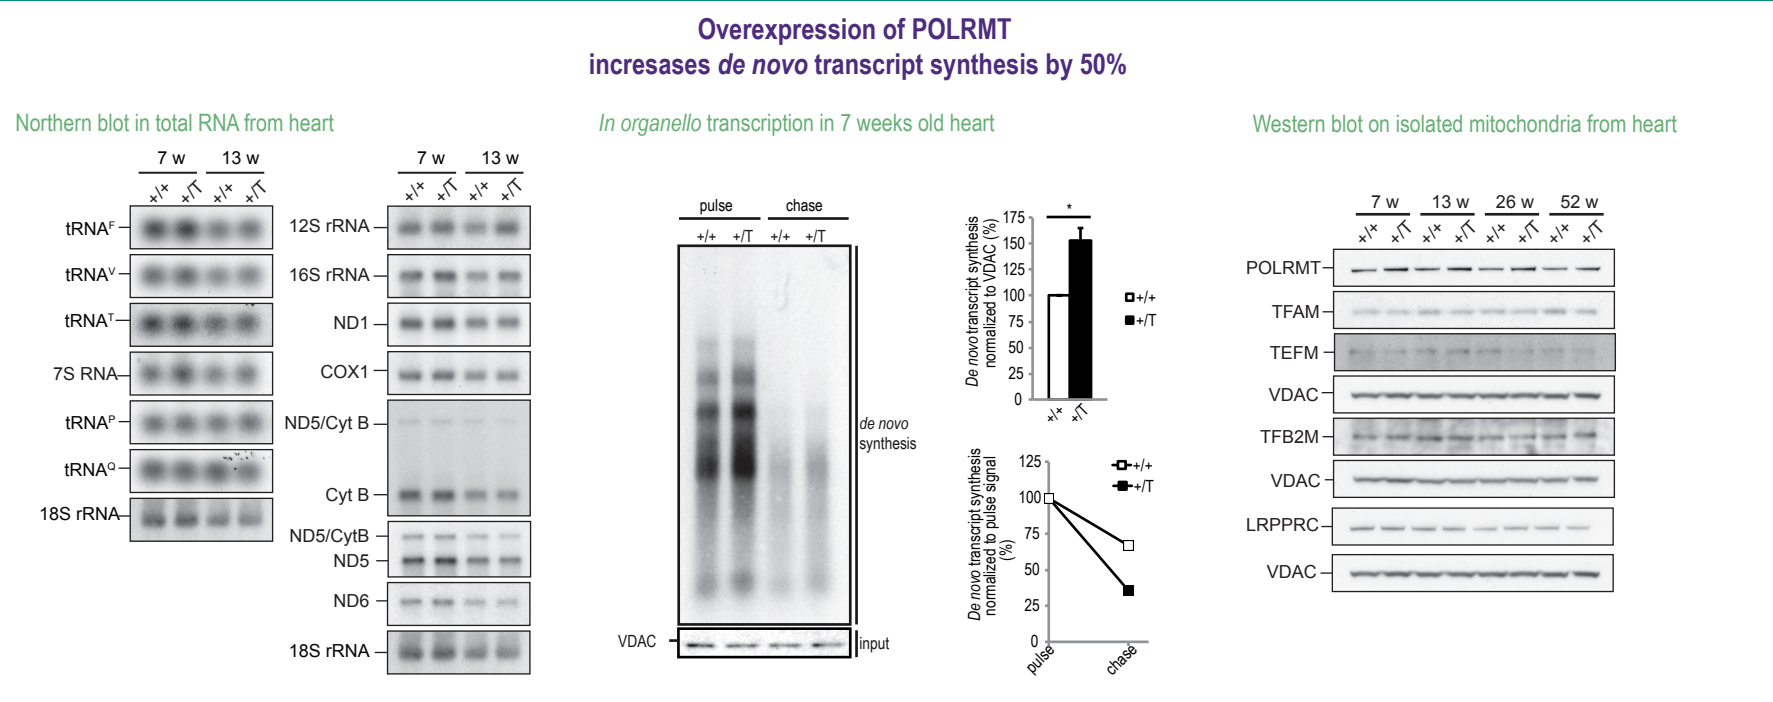 Overexpression of POLRMT
incresases de novo transcript synthesis by 50%
Northern blot in total RNA from heart
7 w 13 w
+/+ +/T +/+ +/T
tRNAF
tRNAV
tRNAT
7S RNA
tRNAP
tRNAQ
18S rRNA
7 w 13 w
+/+ +/T +/+ +/T
12S rRNA
16S rRNA
ND1
COX1
ND5/Cyt B
Cyt B
ND5/CytB
ND5
ND6
18S rRNA
In organello transcription in 7 weeks old heart
pulse chase
+/+ +/T +/+ +/T
de novo
synthesis
VDAC
input
De novo transcript synthesis
normalized to VDAC (%)
175
150
125
100
75
50
25
0
*
+/+ +/T
+/+
+/T
De novo transcript synthesis
normalized to pulse signal
(%)
125
100
75
50
25
0
pulse chase
+/+
+/T
Western blot on isolated mitochondria from heart
7 w 13 w 26 w 52 w
+/+ +/T +/+ +/T +/+ +/T +/+ +/T
POLRMT
TFAM
TEFM
VDAC
TFB2M
VDAC
LRPPRC
VDAC